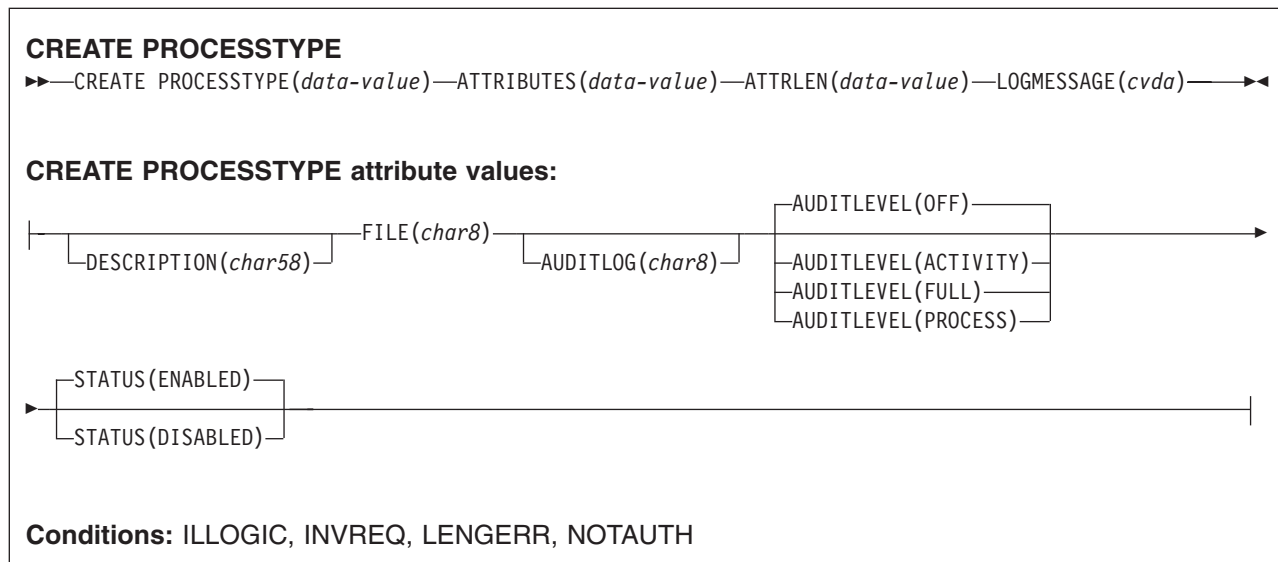 CREATE PROCESSTYPE
CREATE PROCESSTYPE(data-value) ATTRIBUTES(data-value) ATTRLEN(data-value) LOGMESSAGE(cvda)
CREATE PROCESSTYPE attribute values:
DESCRIPTION(char58)
FILE(char8)
AUDITLOG(char8)
AUDITLEVEL(OFF)
AUDITLEVEL(ACTIVITY)
AUDITLEVEL(FULL)
AUDITLEVEL(PROCESS)
STATUS(ENABLED)
STATUS(DISABLED)
Conditions: ILLOGIC, INVREQ, LENGERR, NOTAUTH